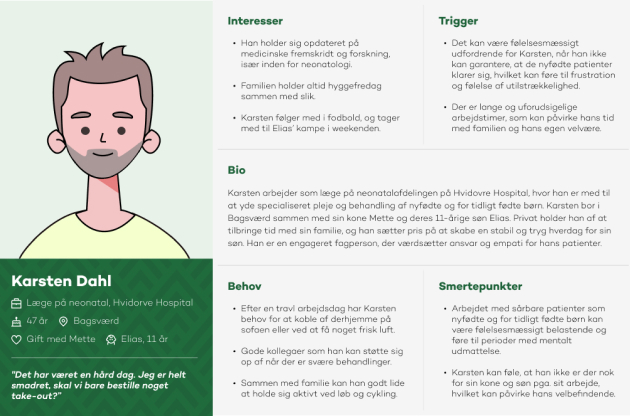 Karsten Dahl
Læge på neonatal, Hvidorve Hospital
47 år
Bagsværd
Gift med Mette
Elias, 11 år
"Det har været en hård dag. Jeg er helt
smadret, skal vi bare bestille noget
take-out?"
Interesser
• Han holder sig opdateret på
medicinske fremskridt og forskning,
især inden for neonatologi.
• Familien holder altid hyggefredag
sammen med slik.
• Karsten følger med i fodbold, og tager
med til Elias' kampe i weekenden.
Trigger
• Det kan være følelsesmæssigt
udfordrende for Karsten, når han ikke
kan garantere, at de nyfødte patienter
klarer sig, hvilket kan føre til frustration
og følelse af utilstrækkelighed.
• Der er lange og uforudsigelige
arbejdstimer, som kan påvirke hans tid
med familien og hans egen velvære.
Bio
Karsten arbejder som læge på neonatalafdelingen på Hvidovre Hospital, hvor han er med til
at yde specialiseret pleje og behandling af nyfødte og for tidligt fødte børn. Karsten bor i
Bagsværd sammen med sin kone Mette og deres 11-årige søn Elias. Privat holder han af at
tilbringe tid med sin familie, og han sætter pris på at skabe en stabil og tryg hverdag for sin
søn. Han er en engageret fagperson, der værdsætter ansvar og empati for hans patienter.
Behov
• Efter en travl arbejdsdag har Karsten
behov for at koble af derhjemme på
sofaen eller ved at få noget frisk luft.
• Gode kollegaer som han kan støtte sig
op af når der er svære behandlinger.
• Sammen med familie kan han godt lide
at holde sig aktivt ved løb og cykling.
Smertepunkter
• Arbejdet med sårbare patienter som
nyfødte og for tidligt fødte børn kan
være følelsesmæssigt belastende og
føre til perioder med mentalt
udmattelse.
• Karsten kan føle, at han ikke er der nok
for sin kone og søn pga. sit arbejde,
hvilket kan påvirke hans velbefindende.